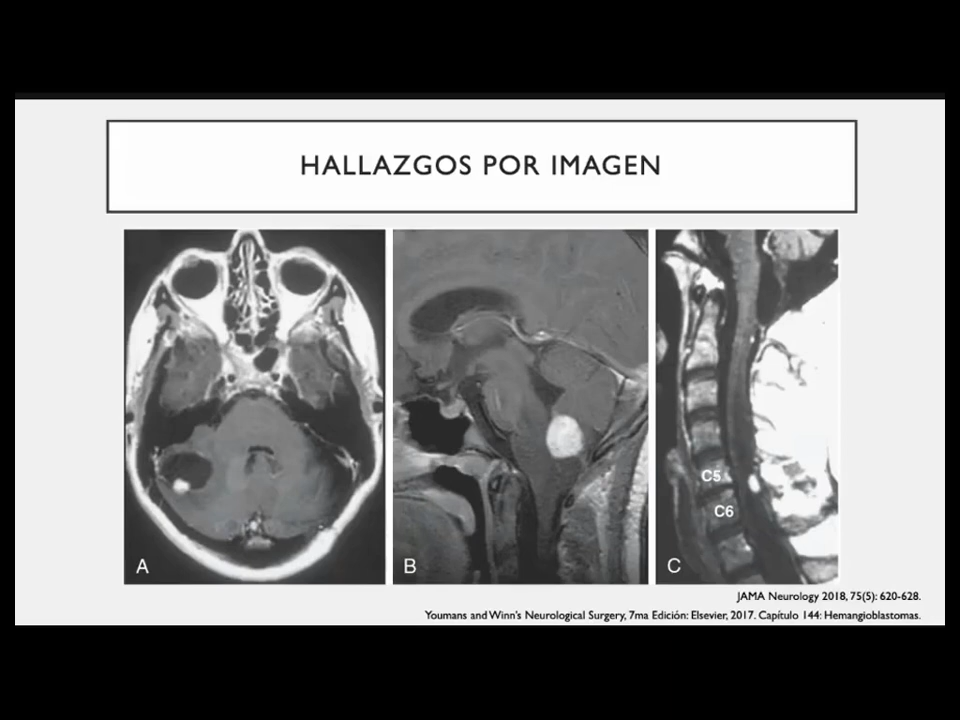 HALLAZGOS POR IMAGEN
C5
C6
A
B
C
JAMA Neurology 2018, 75(5): 620-628.
Youmans and Winn's Neurological Surgery, 7ma Edición: Elsevier, 2017. Capítulo 144: Hemangioblastomas.